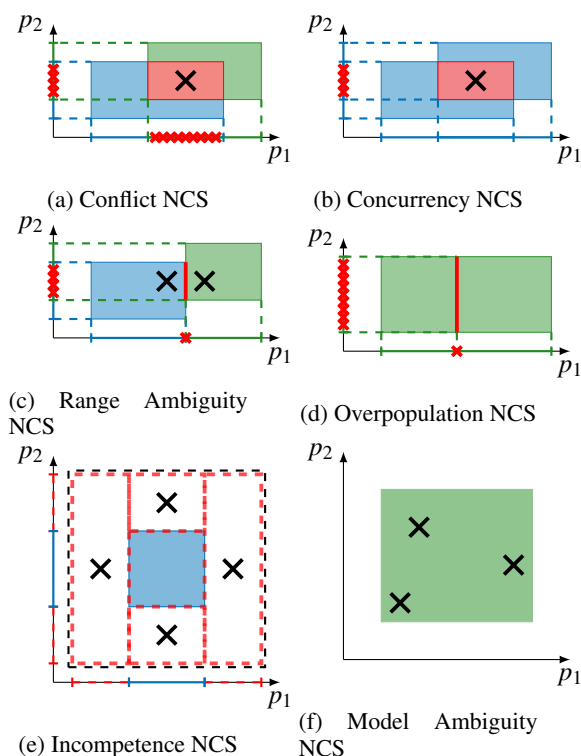 p₂
p₁
(a) Conflict NCS
p₁
(b) Concurrency NCS
p₂
p₁
(c) Range Ambiguity
NCS
p₂
p₁
(d) Overpopulation NCS
p₂
p₁
(e) Incompetence NCS
p₂
p₁
(f) Model Ambiguity
NCS